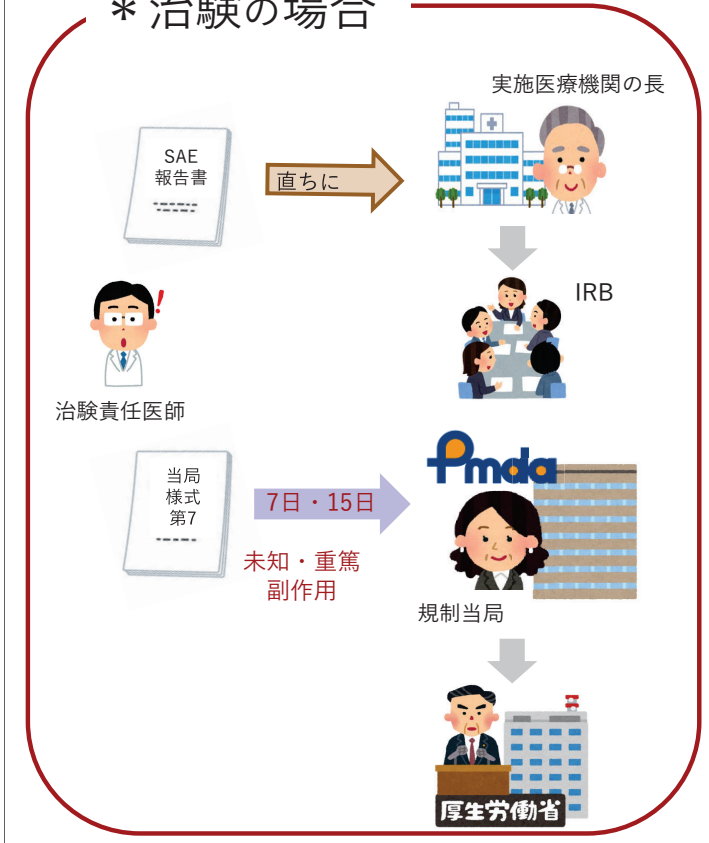 ＊治験の場合
実施医療機関の長
SAE
報告書
直ちに
IRB
治験責任医師
Pmda
当局
様式
第7
7日・15日
未知・重篤
副作用
規制当局
厚生労働省